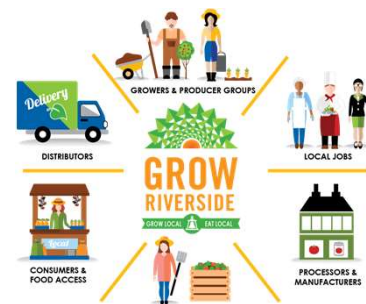 GROWERS & PRODUCER GROUPS
Delivery
DISTRIBUTORS
LOCAL JOBS
GROW
RIVERSIDE
GROW LOCAL EAT LOCAL
Local
CONSUMERS &
FOOD ACCESS
PROCESSORS &
MANUFACTURERS